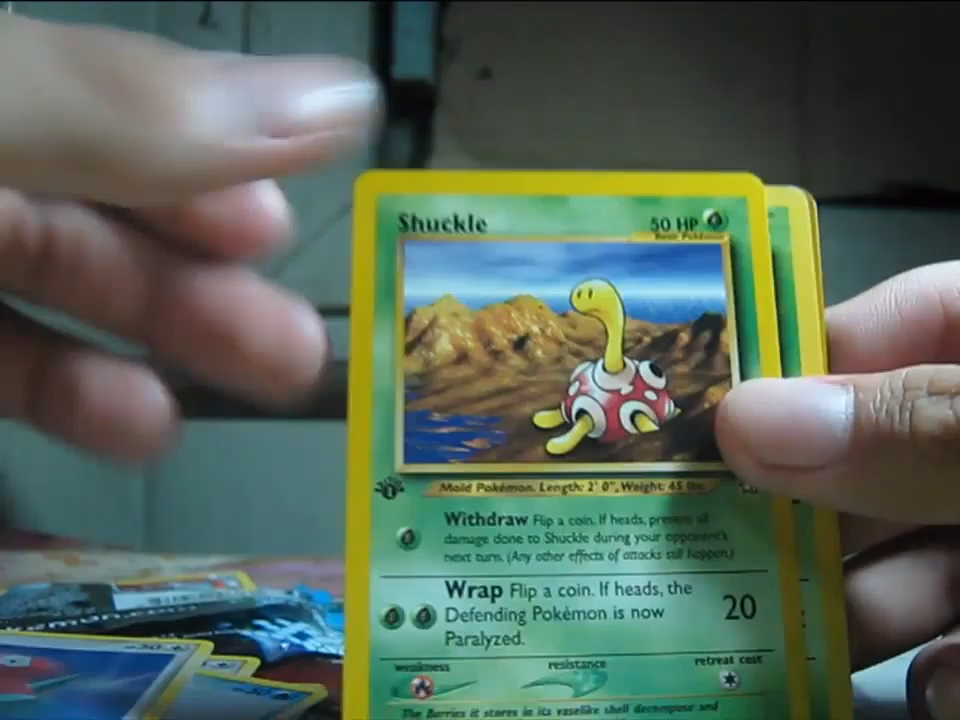 Shuckle
50 HP
Basic Pokémon
Mold Pokémon. Length: 2' 0", Weight: 45 lbs.
Withdraw Flip a coin. If heads, prevent all
damage done to Shuckle during your opponent's
next turn. (Any other effects of attacks still happen.)
Wrap Flip a coin. If heads, the
Defending Pokémon is now
Paralyzed.
20
weakness
resistance
retreat cost
The Berries it stores in its vaselike shell decompose and